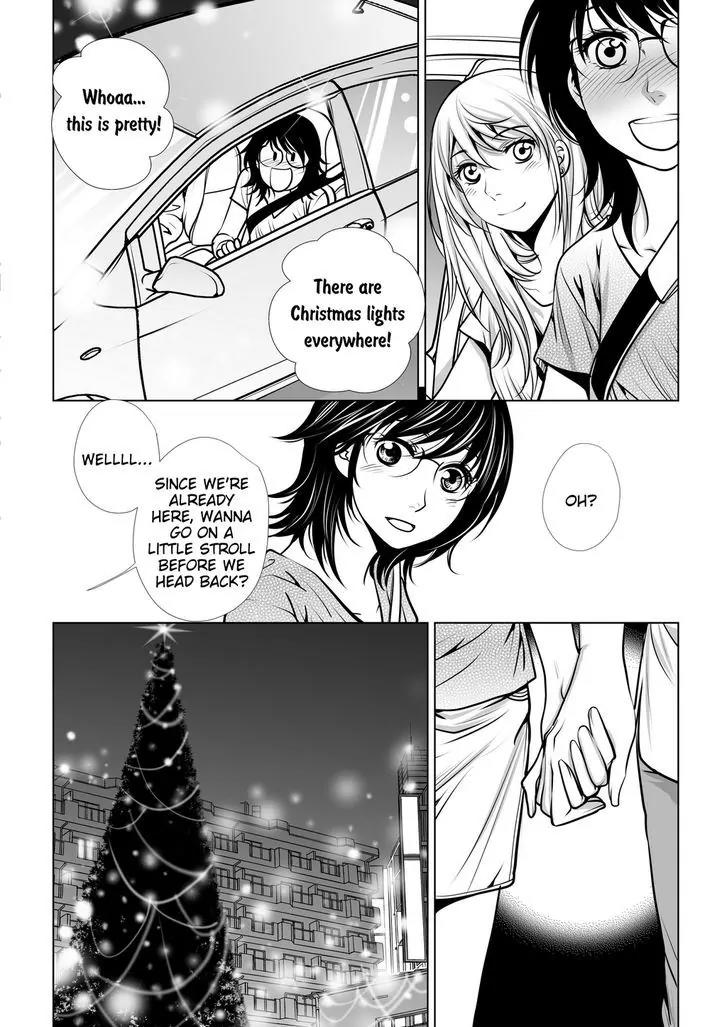 Whoaa...
this is pretty!
There are
Christmas lights
everywhere!
WELLLL...
SINCE WE'RE
ALREADY
HERE, WANNA
GO ON A
LITTLE STROLL
BEFORE WE
HEAD BACK?
OH?